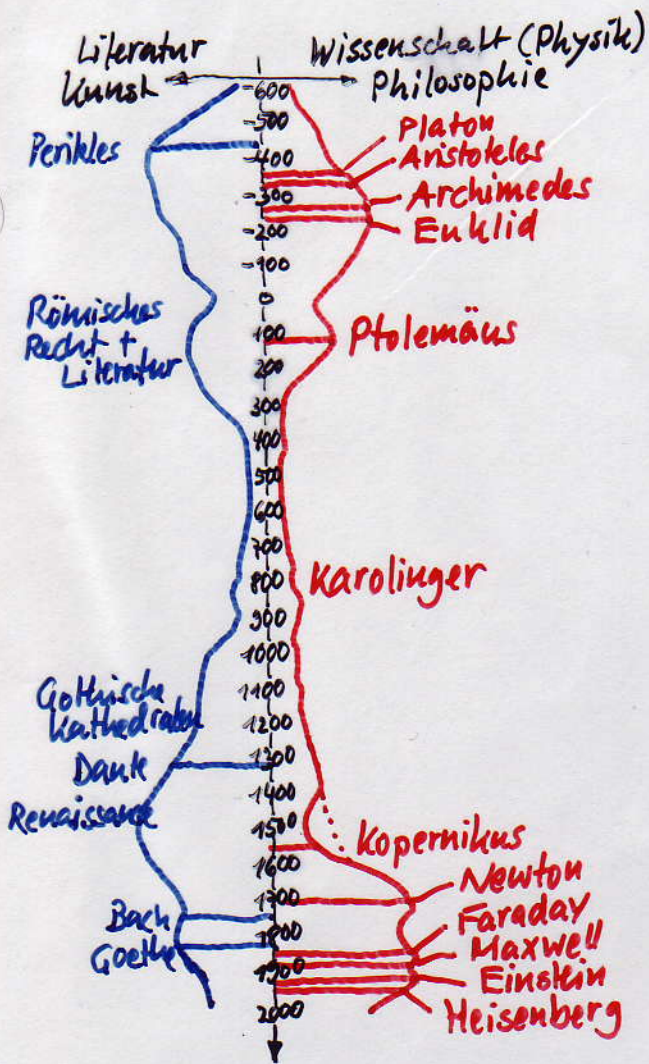 Literatur
Kunst
Wissenschaft (Physik)
Philosophie
-600
-500
Platon
Perikles
-400
Aristoteles
-300
Archimedes
-200
Euklid
-100
0
Römisches
Recht +
Literatur
100
Ptolemäus
200
300
400
500
600
700
800
Karolinger
900
1000
1100
Gothische
Kathedralen
1200
Dante
1300
1400
Renaissance
1500
Kopernikus
1600
Newton
1700
Bach
Faraday
1800
Goethe
Maxwell
1900
Einstein
2000
Heisenberg